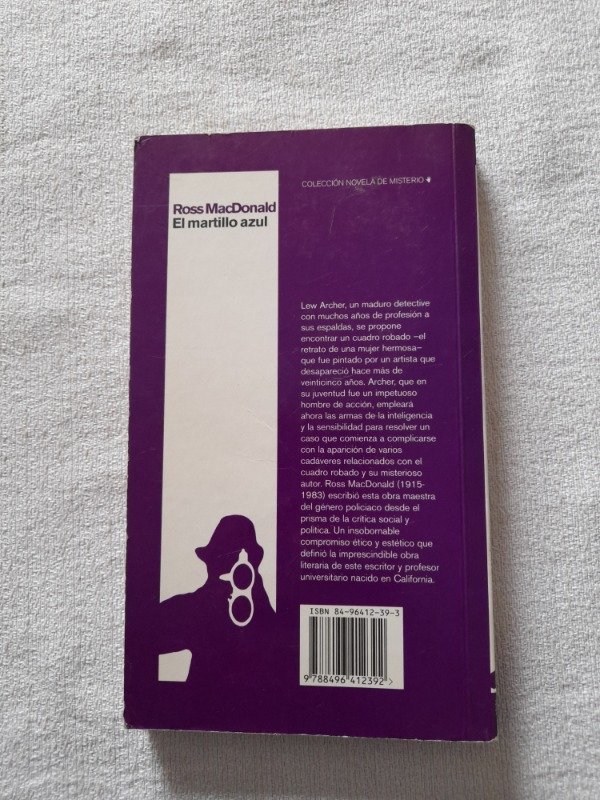 COLECCIÓN NOVELA DE MISTERIO
Ross MacDonald
El martillo azul
Lew Archer, un maduro detective
con muchos años de profesión a
sus espaldas, se propone
encontrar un cuadro robado –el
retrato de una mujer hermosa–
que fue pintado por un artista que
desapareció hace más de
veinticinco años. Archer, que en
su juventud fue un impetuoso
hombre de acción, empleará
ahora las armas de la inteligencia
y la sensibilidad para resolver un
caso que comienza a complicarse
con la aparición de varios
cadáveres relacionados con el
cuadro robado y su misterioso
autor. Ross MacDonald (1915-
1983) escribió esta obra maestra
del género policiaco desde el
prisma de la crítica social y
política. Un insobornable
compromiso ético y estético que
definió la imprescindible obra
literaria de este escritor y profesor
universitario nacido en California.
ISBN 84-96412-39-3
9 788496 412392 >